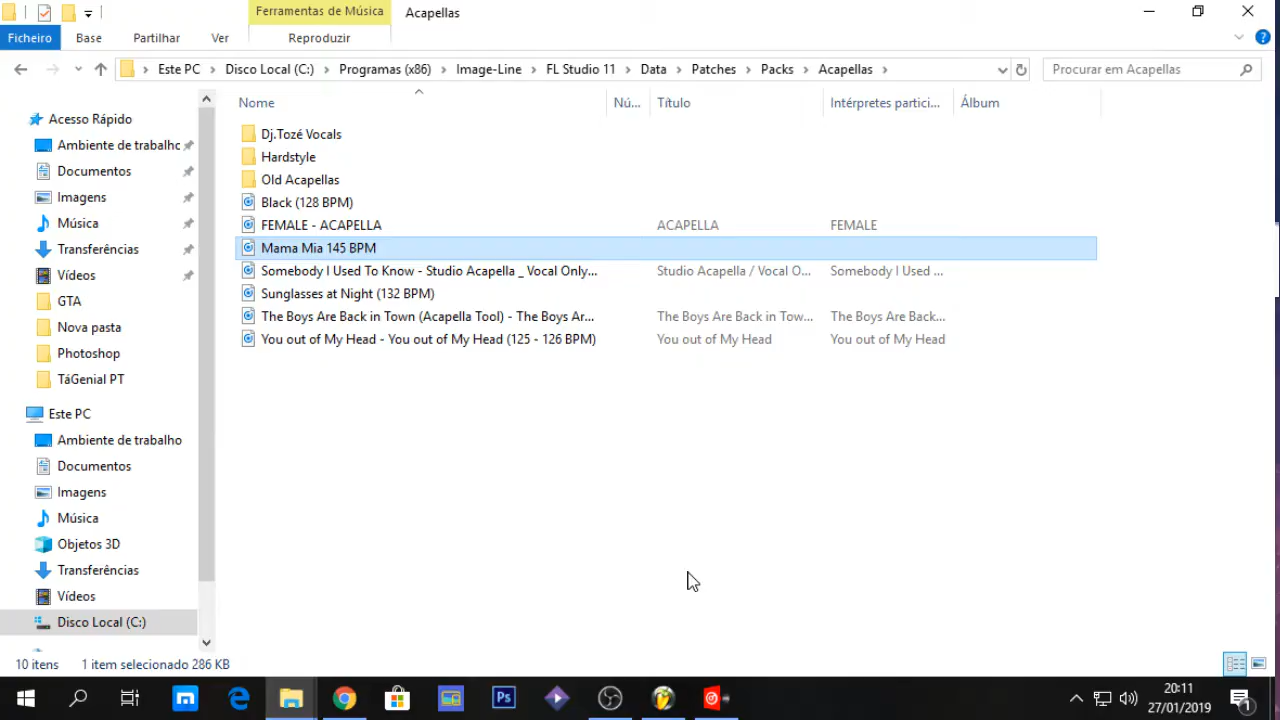 Ferramentas de Música Acapellas
Ficheiro Base Partilhar Ver Reproduzir
Este PC Disco Local (C:) Programas (x86) Image-Line FL Studio 11 Data Patches Packs Acapellas Procurar em Acapellas
Nome Nú... Título Intérpretes partici... Álbum
Acesso Rápido
Ambiente de trabalho
Documentos
Imagens
Música
Transferências
Vídeos
GTA
Nova pasta
Photoshop
TáGenial PT
Este PC
Ambiente de trabalho
Documentos
Imagens
Música
Objetos 3D
Transferências
Vídeos
Disco Local (C:)
Dj.Tozé Vocals
Hardstyle
Old Acapellas
Black (128 BPM)
FEMALE - ACAPELLA ACAPELLA FEMALE
Mama Mia 145 BPM
Somebody I Used To Know - Studio Acapella _ Vocal Only... Studio Acapella / Vocal O... Somebody I Used ...
Sunglasses at Night (132 BPM)
The Boys Are Back in Town (Acapella Tool) - The Boys Ar... The Boys Are Back in Tow... The Boys Are Back...
You out of My Head - You out of My Head (125 - 126 BPM) You out of My Head You out of My Head
10 itens 1 item selecionado 286 KB
Ps
20:11
27/01/2019
1